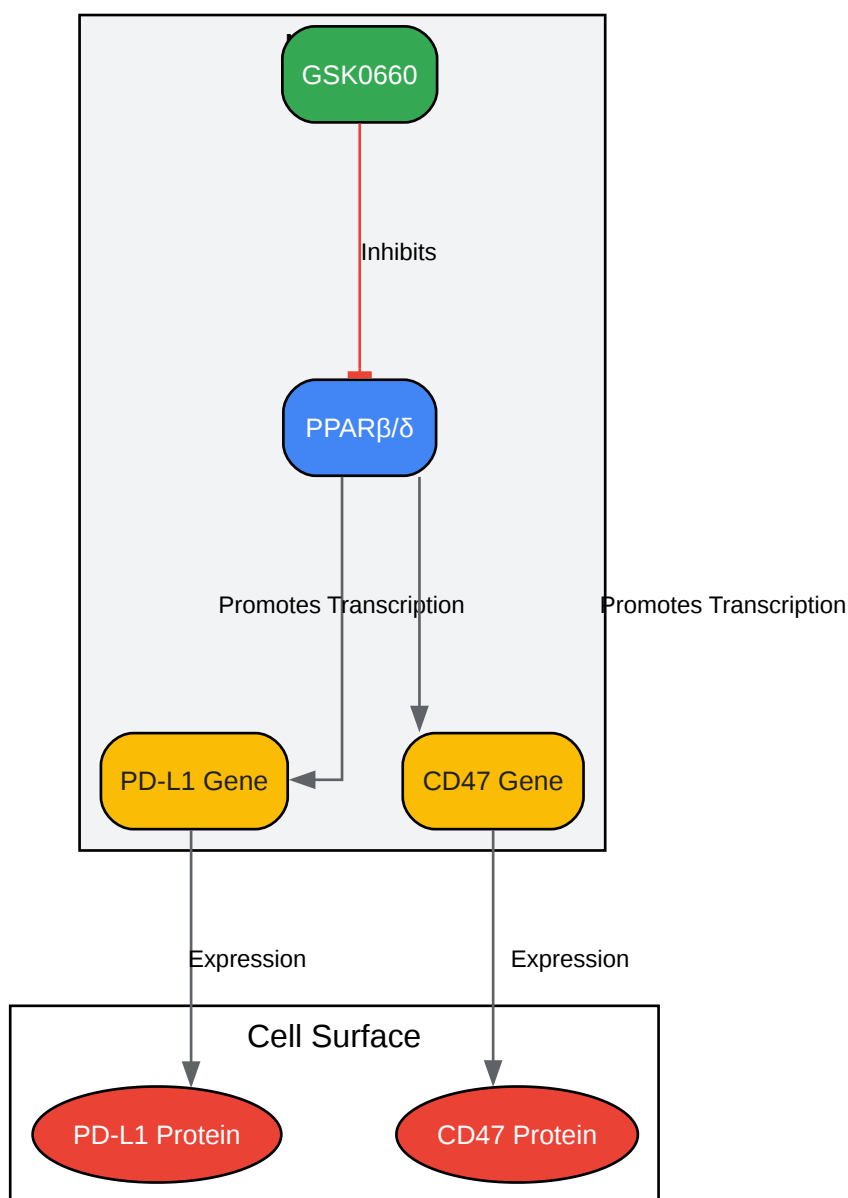 GSK0660
Inhibits
PPARβ/δ
Promotes Transcription
Promotes Transcription
PD-L1 Gene
CD47 Gene
Expression
Expression
Cell Surface
PD-L1 Protein
CD47 Protein